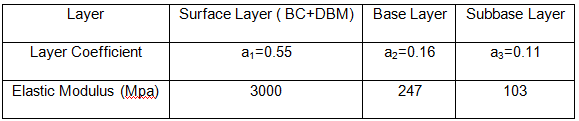 Layer Surface Layer ( BC+DBM) Base Layer Subbase Layer
Layer Coefficient a₁=0.55 a₂=0.16 a₃=0.11
Elastic Modulus (Mpa) 3000 247 103